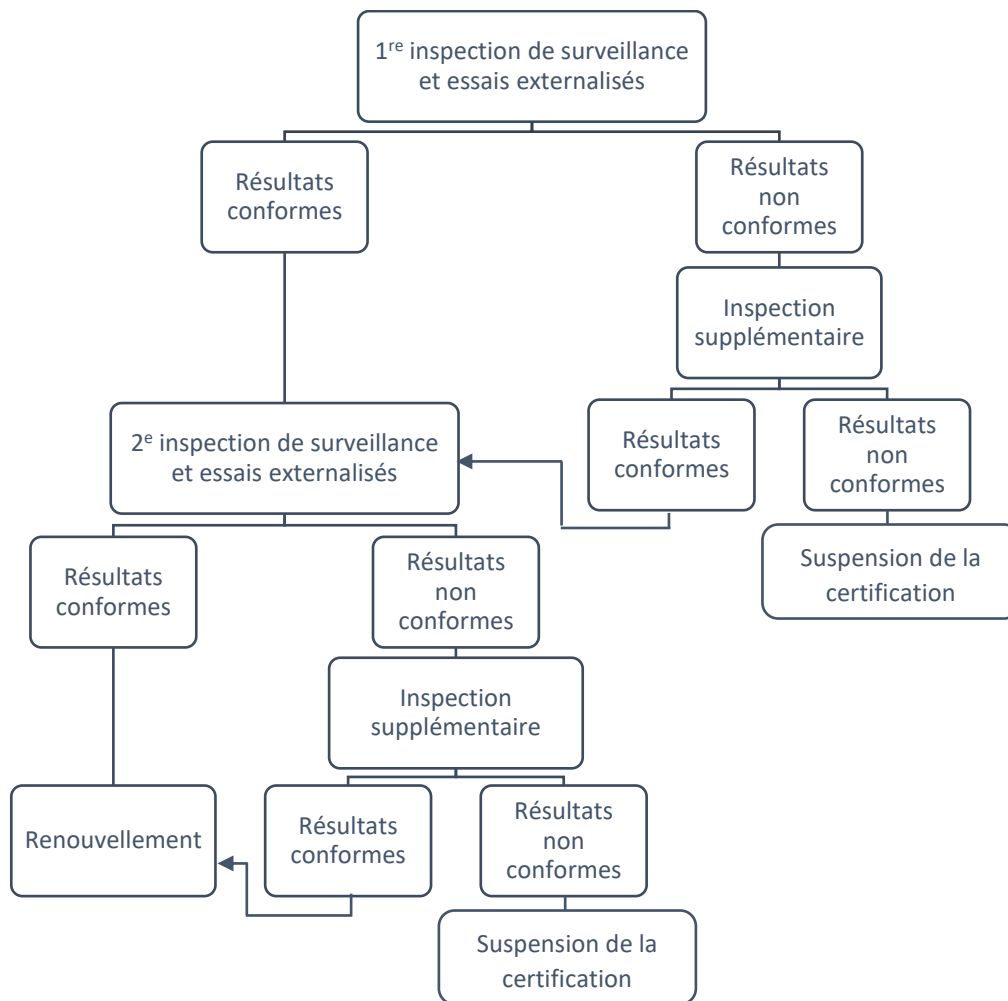 1re inspection de surveillance
et essais externalisés
Résultats
conformes
Résultats
non
conformes
Inspection
supplémentaire
Résultats
conformes
Résultats
non
conformes
Suspension de la
certification
2e inspection de surveillance
et essais externalisés
Résultats
conformes
Résultats
non
conformes
Inspection
supplémentaire
Renouvellement
Résultats
conformes
Résultats
non
conformes
Suspension de la
certification